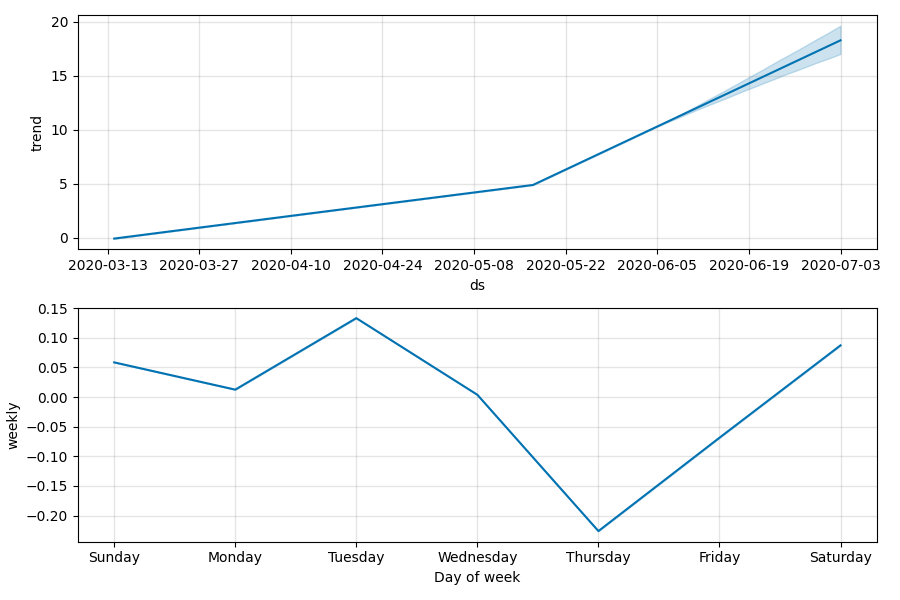 20
15
10
5
0
trend
2020-03-13 2020-03-27 2020-04-10 2020-04-24 2020-05-08 2020-05-22 2020-06-05 2020-06-19 2020-07-03
ds
0.15
0.10
0.05
0.00
−0.05
−0.10
−0.15
−0.20
weekly
Sunday Monday Tuesday Wednesday Thursday Friday Saturday
Day of week